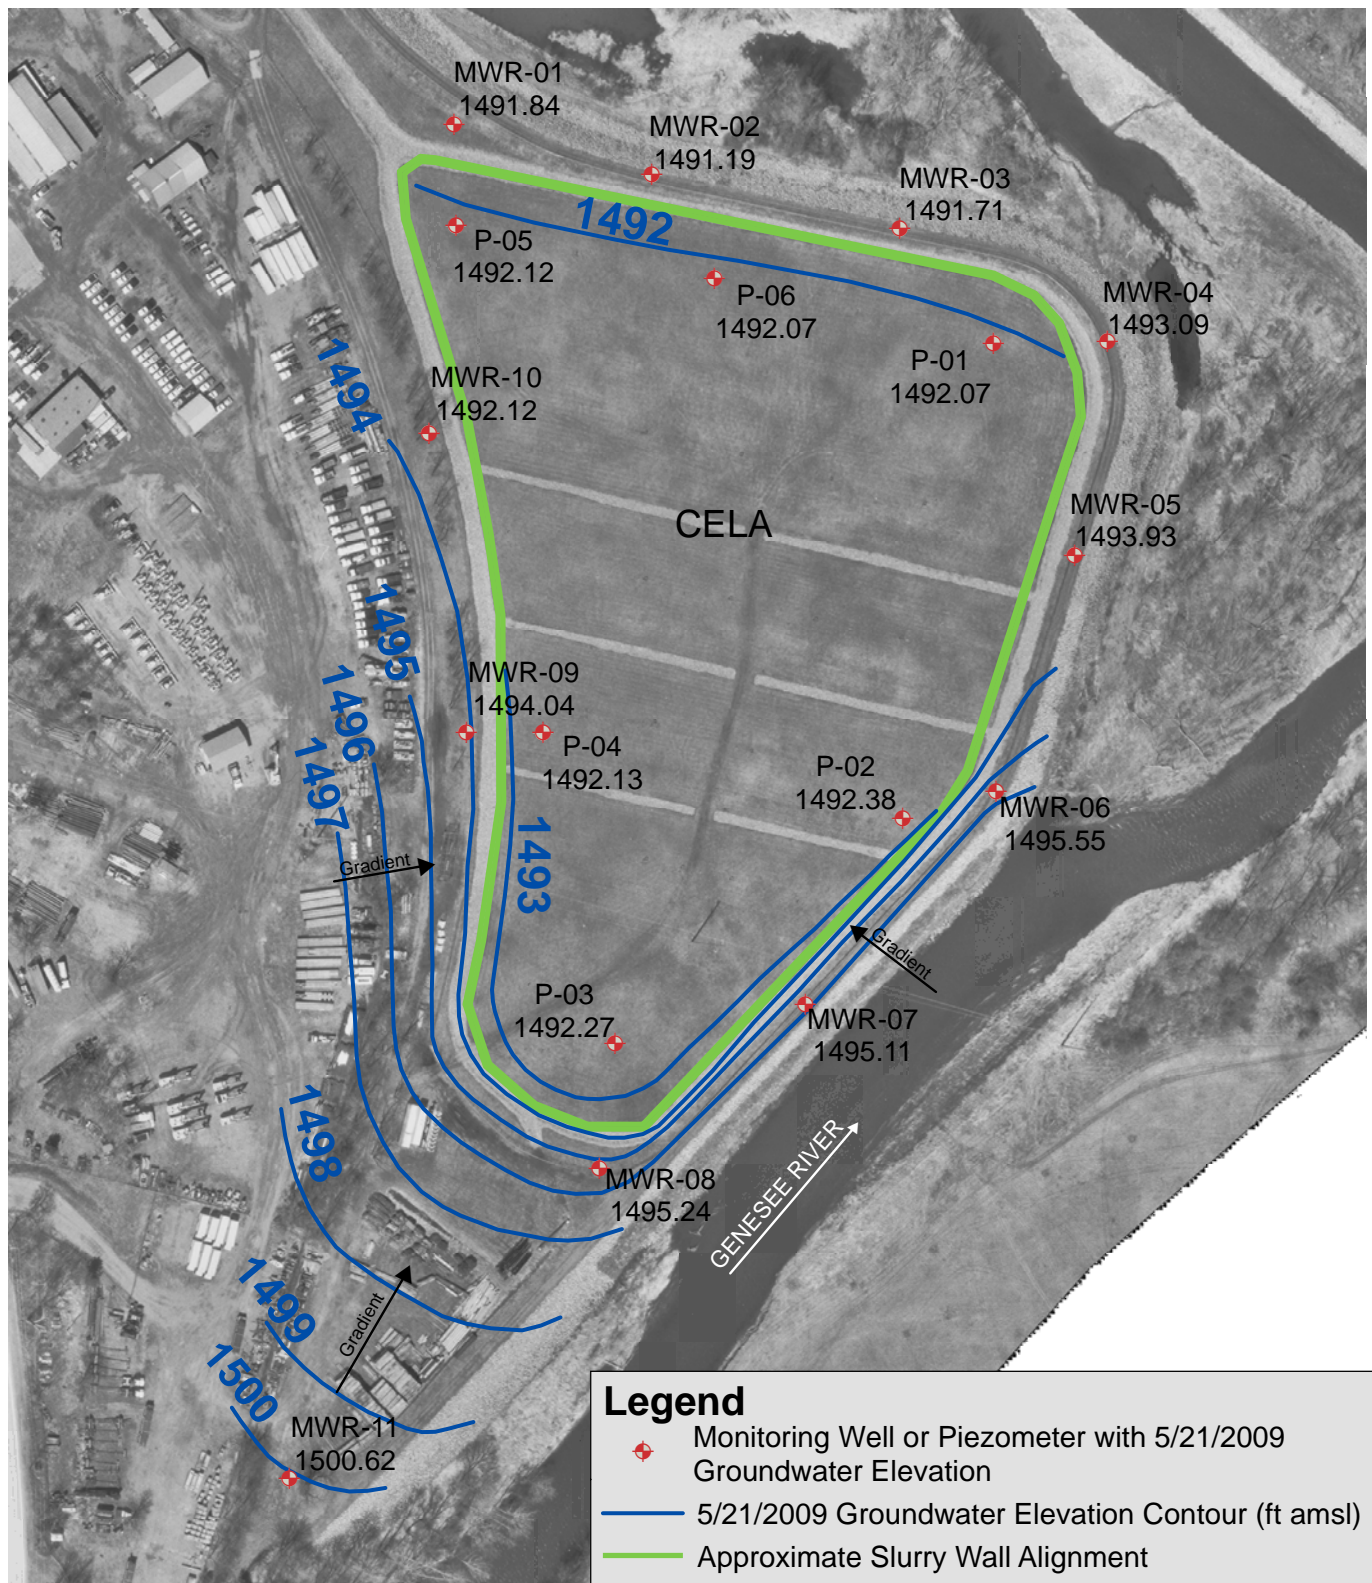 MWR-01
1491.84
MWR-02
1491.19
MWR-03
1491.71
1492
P-05
1492.12
P-06
1492.07
MWR-04
1493.09
P-01
1492.07
1494
MWR-10
1492.12
CELA
MWR-05
1493.93
1495
MWR-09
1494.04
1496
1497
P-04
1492.13
P-02
1492.38
MWR-06
1495.55
1493
Gradient
Gradient
P-03
1492.27
MWR-07
1495.11
1498
MWR-08
1495.24
GENESEE RIVER
1499
Gradient
1500
MWR-11
1500.62
Legend
Monitoring Well or Piezometer with 5/21/2009
Groundwater Elevation
5/21/2009 Groundwater Elevation Contour (ft amsl)
Approximate Slurry Wall Alignment